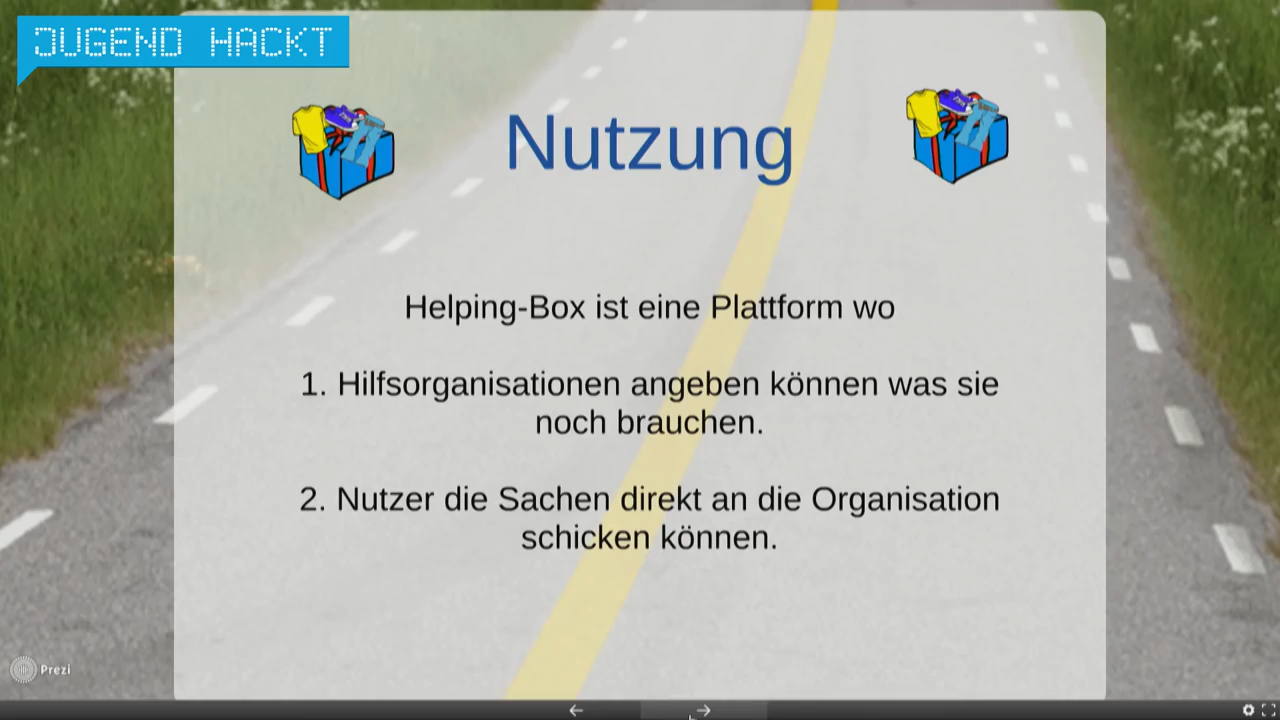 JUGEND HACKT
Nutzung
Helping-Box ist eine Plattform wo
1. Hilfsorganisationen angeben können was sie
noch brauchen.
2. Nutzer die Sachen direkt an die Organisation
schicken können.
Prezi